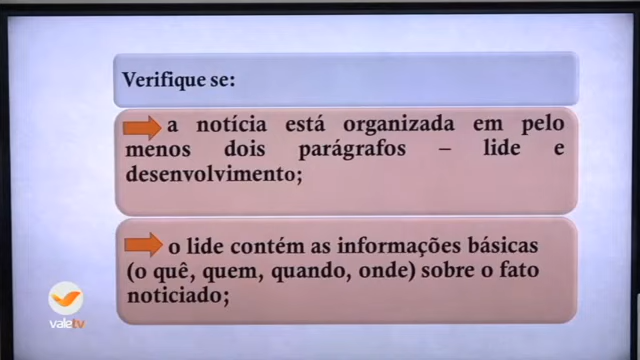 Verifique se:
a notícia está organizada em pelo
menos dois parágrafos – lide e
desenvolvimento;
o lide contém as informações básicas
(o quê, quem, quando, onde) sobre o fato
noticiado;
valetv